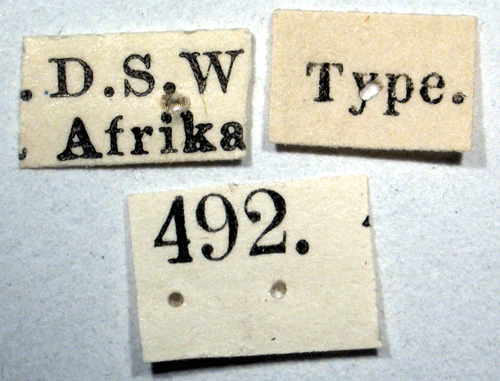 D.S.W
Afrika
Type.
492.